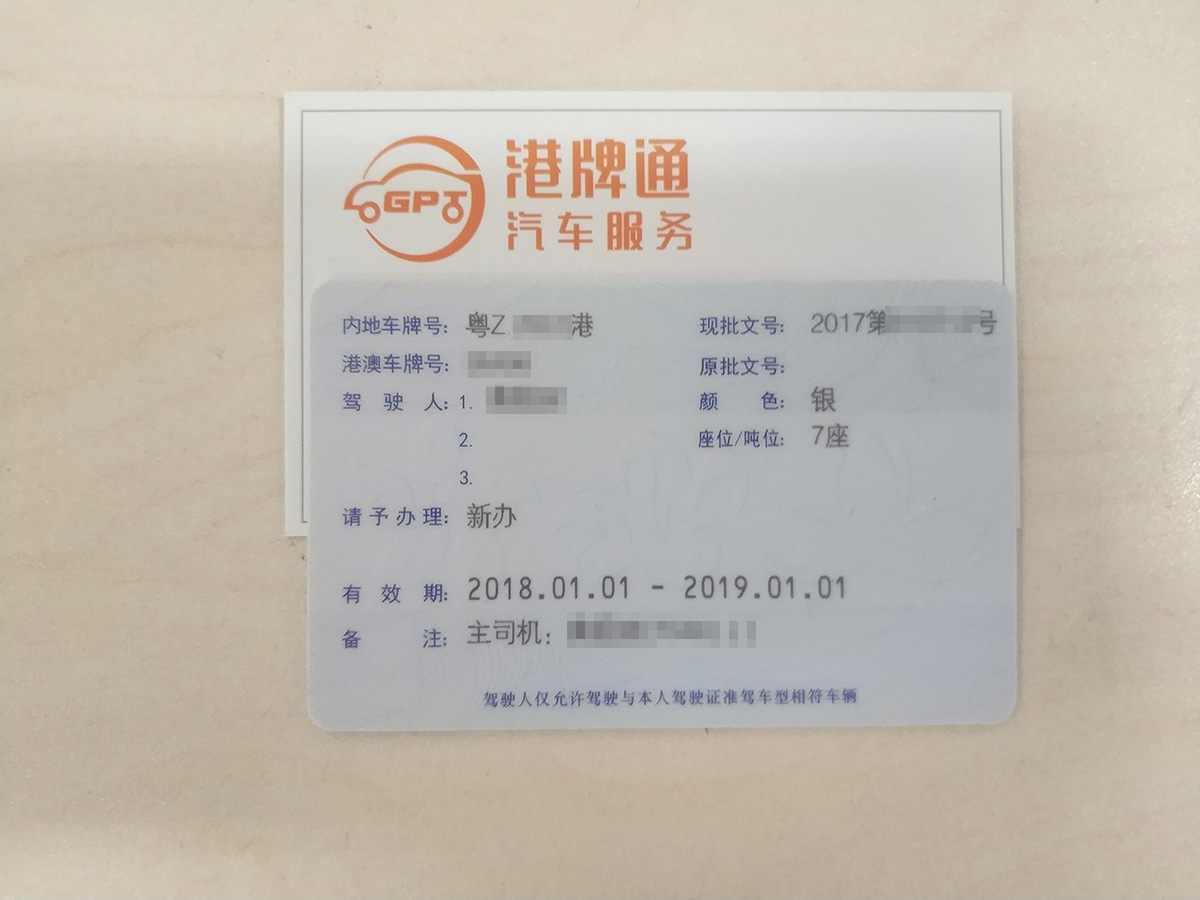 GPT
港牌通
汽车服务
内地车牌号: 粤Z 港
现批文号: 2017第 号
港澳车牌号:
原批文号:
驾驶人: 1.
颜色: 银
2.
座位/吨位: 7座
3.
请予办理: 新办
有效期: 2018.01.01 - 2019.01.01
备注: 主司机:
驾驶人仅允许驾驶与本人驾驶证准驾车型相符车辆